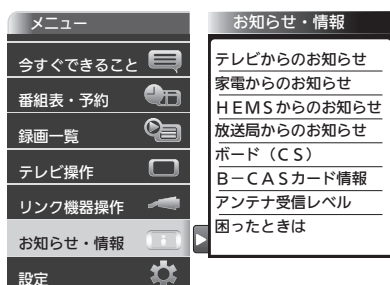 メニュー
今すぐできること
番組表・予約
録画一覧
テレビ操作
リンク機器操作
お知らせ・情報
設定
お知らせ・情報
テレビからのお知らせ
家電からのお知らせ
ＨＥＭＳからのお知らせ
放送局からのお知らせ
ボード（ＣＳ）
Ｂ－ＣＡＳカード情報
アンテナ受信レベル
困ったときは